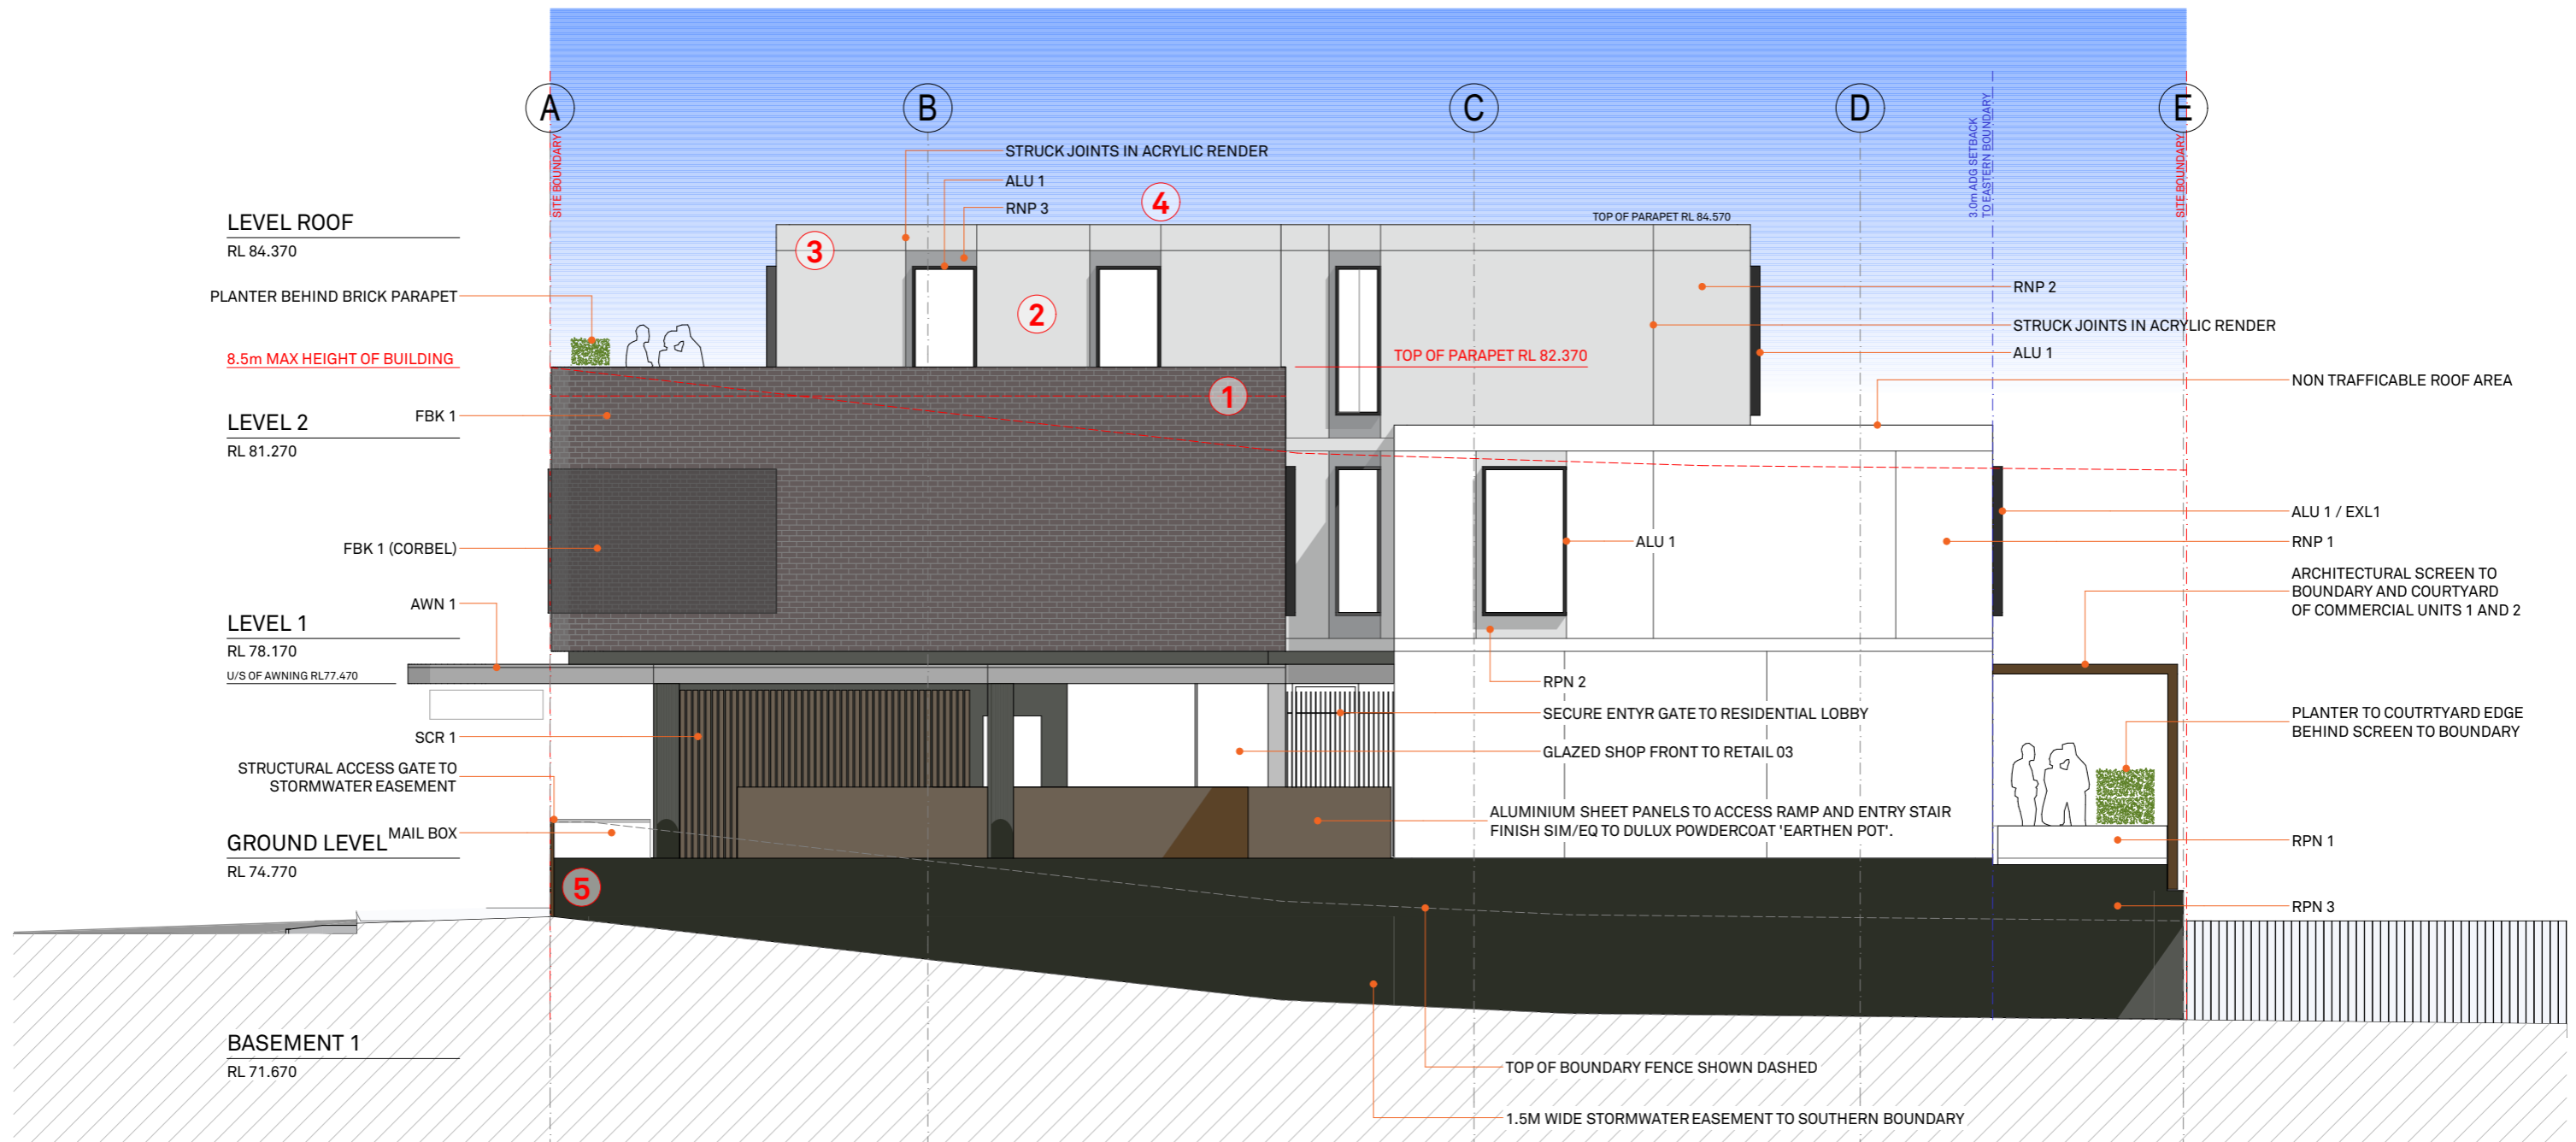 A
B
C
D
E
SITE BOUNDARY
3.0m ADG SETBACK
TO EASTERN BOUNDARY
SITE BOUNDARY
STRUCK JOINTS IN ACRYLIC RENDER
ALU 1
RNP 3
4
TOP OF PARAPET RL 84.570
LEVEL ROOF
RL 84.370
3
PLANTER BEHIND BRICK PARAPET
2
RNP 2
STRUCK JOINTS IN ACRYLIC RENDER
ALU 1
8.5m MAX HEIGHT OF BUILDING
TOP OF PARAPET RL 82.370
NON TRAFFICABLE ROOF AREA
1
FBK 1
LEVEL 2
RL 81.270
ALU 1 / EXL1
RNP 1
ALU 1
FBK 1 (CORBEL)
ARCHITECTURAL SCREEN TO
BOUNDARY AND COURTYARD
OF COMMERCIAL UNITS 1 AND 2
AWN 1
LEVEL 1
RL 78.170
U/S OF AWNING RL77.470
RPN 2
SECURE ENTYR GATE TO RESIDENTIAL LOBBY
PLANTER TO COUTRTYARD EDGE
BEHIND SCREEN TO BOUNDARY
SCR 1
GLAZED SHOP FRONT TO RETAIL 03
STRUCTURAL ACCESS GATE TO
STORMWATER EASEMENT
ALUMINIUM SHEET PANELS TO ACCESS RAMP AND ENTRY STAIR
FINISH SIM/EQ TO DULUX POWDERCOAT 'EARTHEN POT'.
MAIL BOX
GROUND LEVEL
RL 74.770
RPN 1
5
RPN 3
BASEMENT 1
RL 71.670
TOP OF BOUNDARY FENCE SHOWN DASHED
1.5M WIDE STORMWATER EASEMENT TO SOUTHERN BOUNDARY